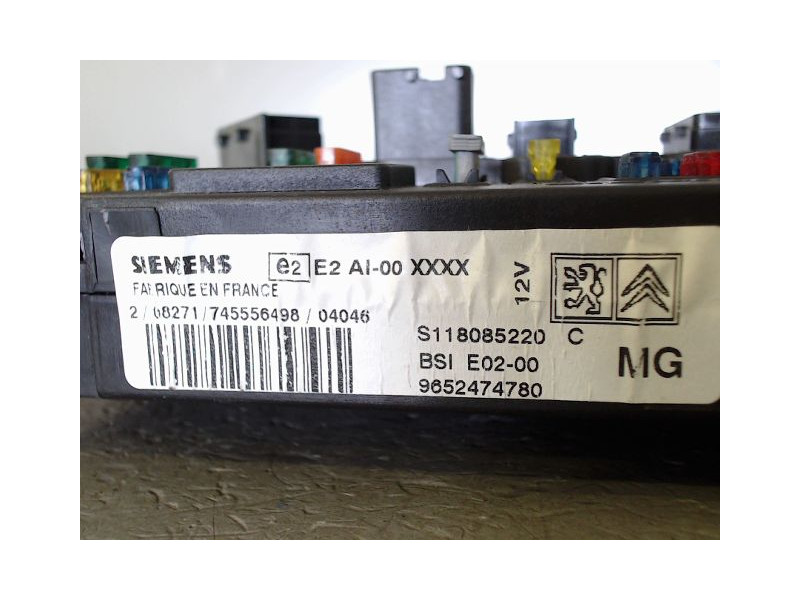 SIEMENS e2 E2 AI-00 XXXX
FABRIQUE EN FRANCE
12V
2/08271/745556498/04046
S118085220 C
BSI E02-00
MG
9652474780